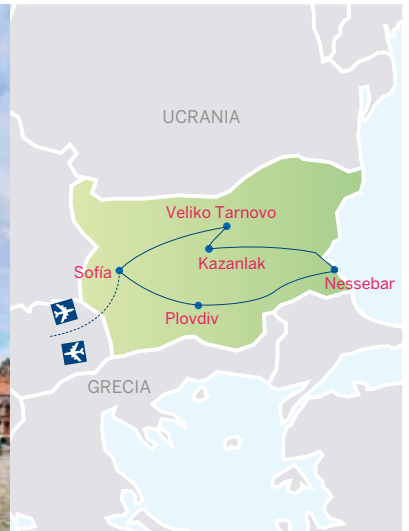 UCRANIA
Veliko Tarnovo
Kazanlak
Sofía
Nessebar
Plovdiv
GRECIA